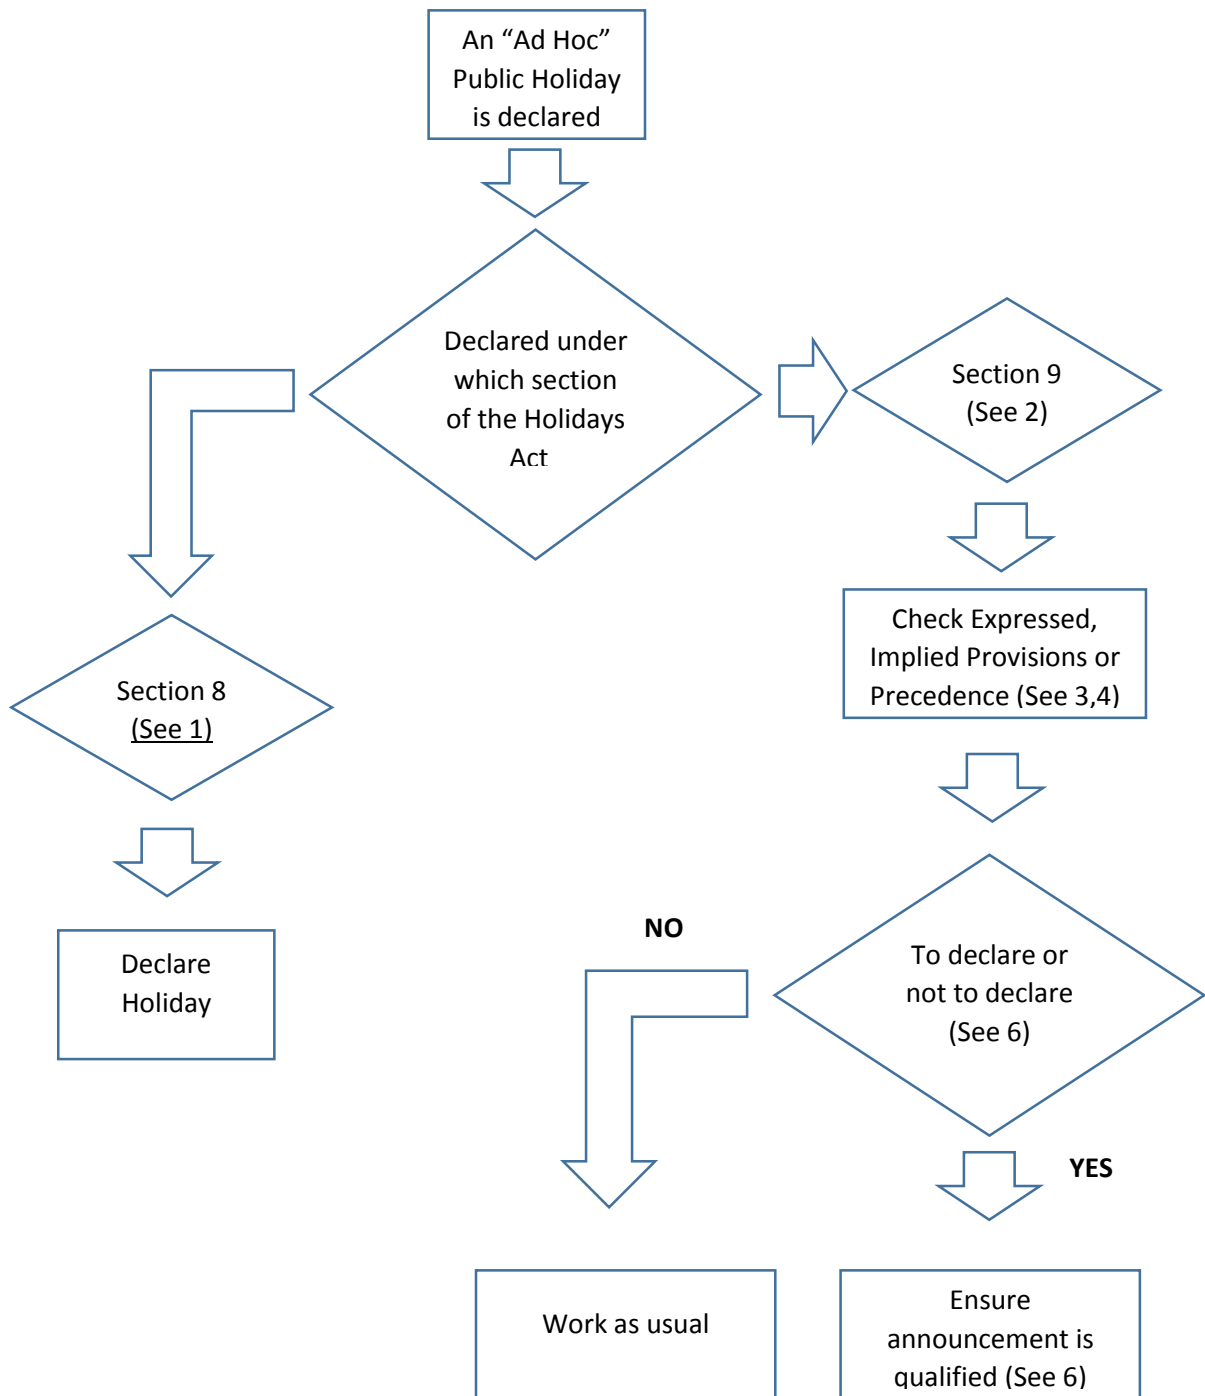 An “Ad Hoc”
Public Holiday
is declared
Declared under
which section
of the Holidays
Act
Section 9
(See 2)
Check Expressed,
Implied Provisions or
Precedence (See 3,4)
Section 8
(See 1)
Declare
Holiday
NO
To declare or
not to declare
(See 6)
YES
Work as usual
Ensure
announcement is
qualified (See 6)